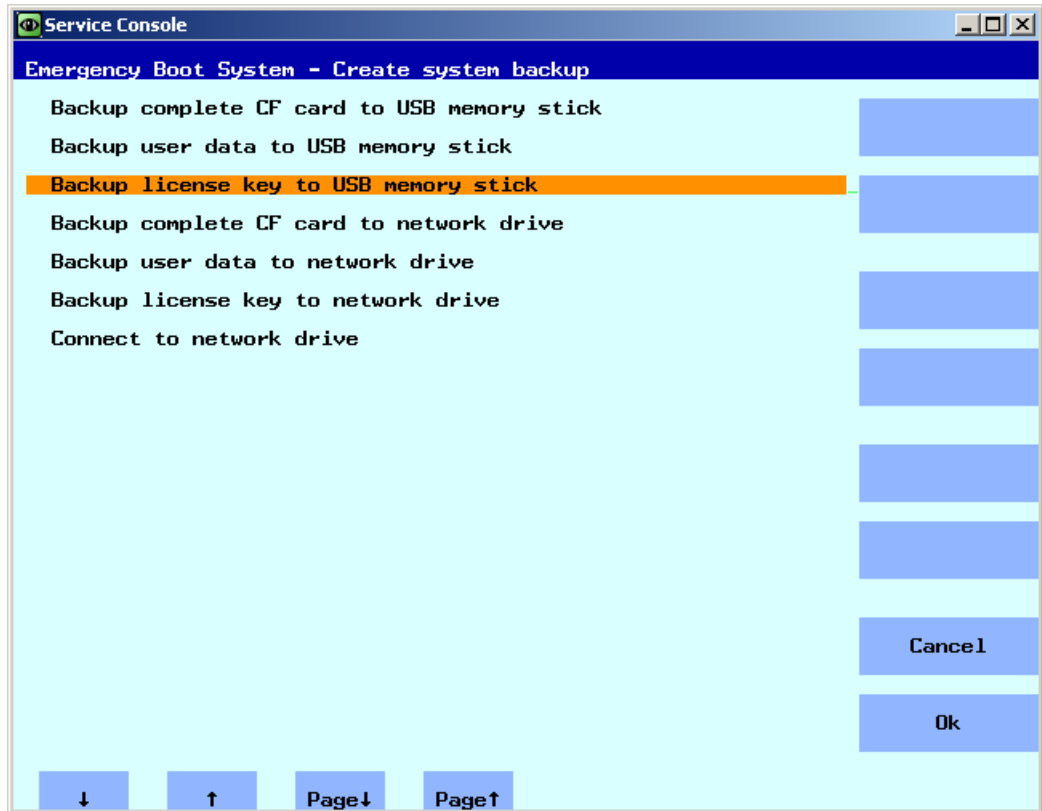 Service Console
Emergency Boot System - Create system backup
Backup complete CF card to USB memory stick
Backup user data to USB memory stick
Backup license key to USB memory stick
Backup complete CF card to network drive
Backup user data to network drive
Backup license key to network drive
Connect to network drive
Cancel
Ok
↓ ↑ Page↓ Page↑